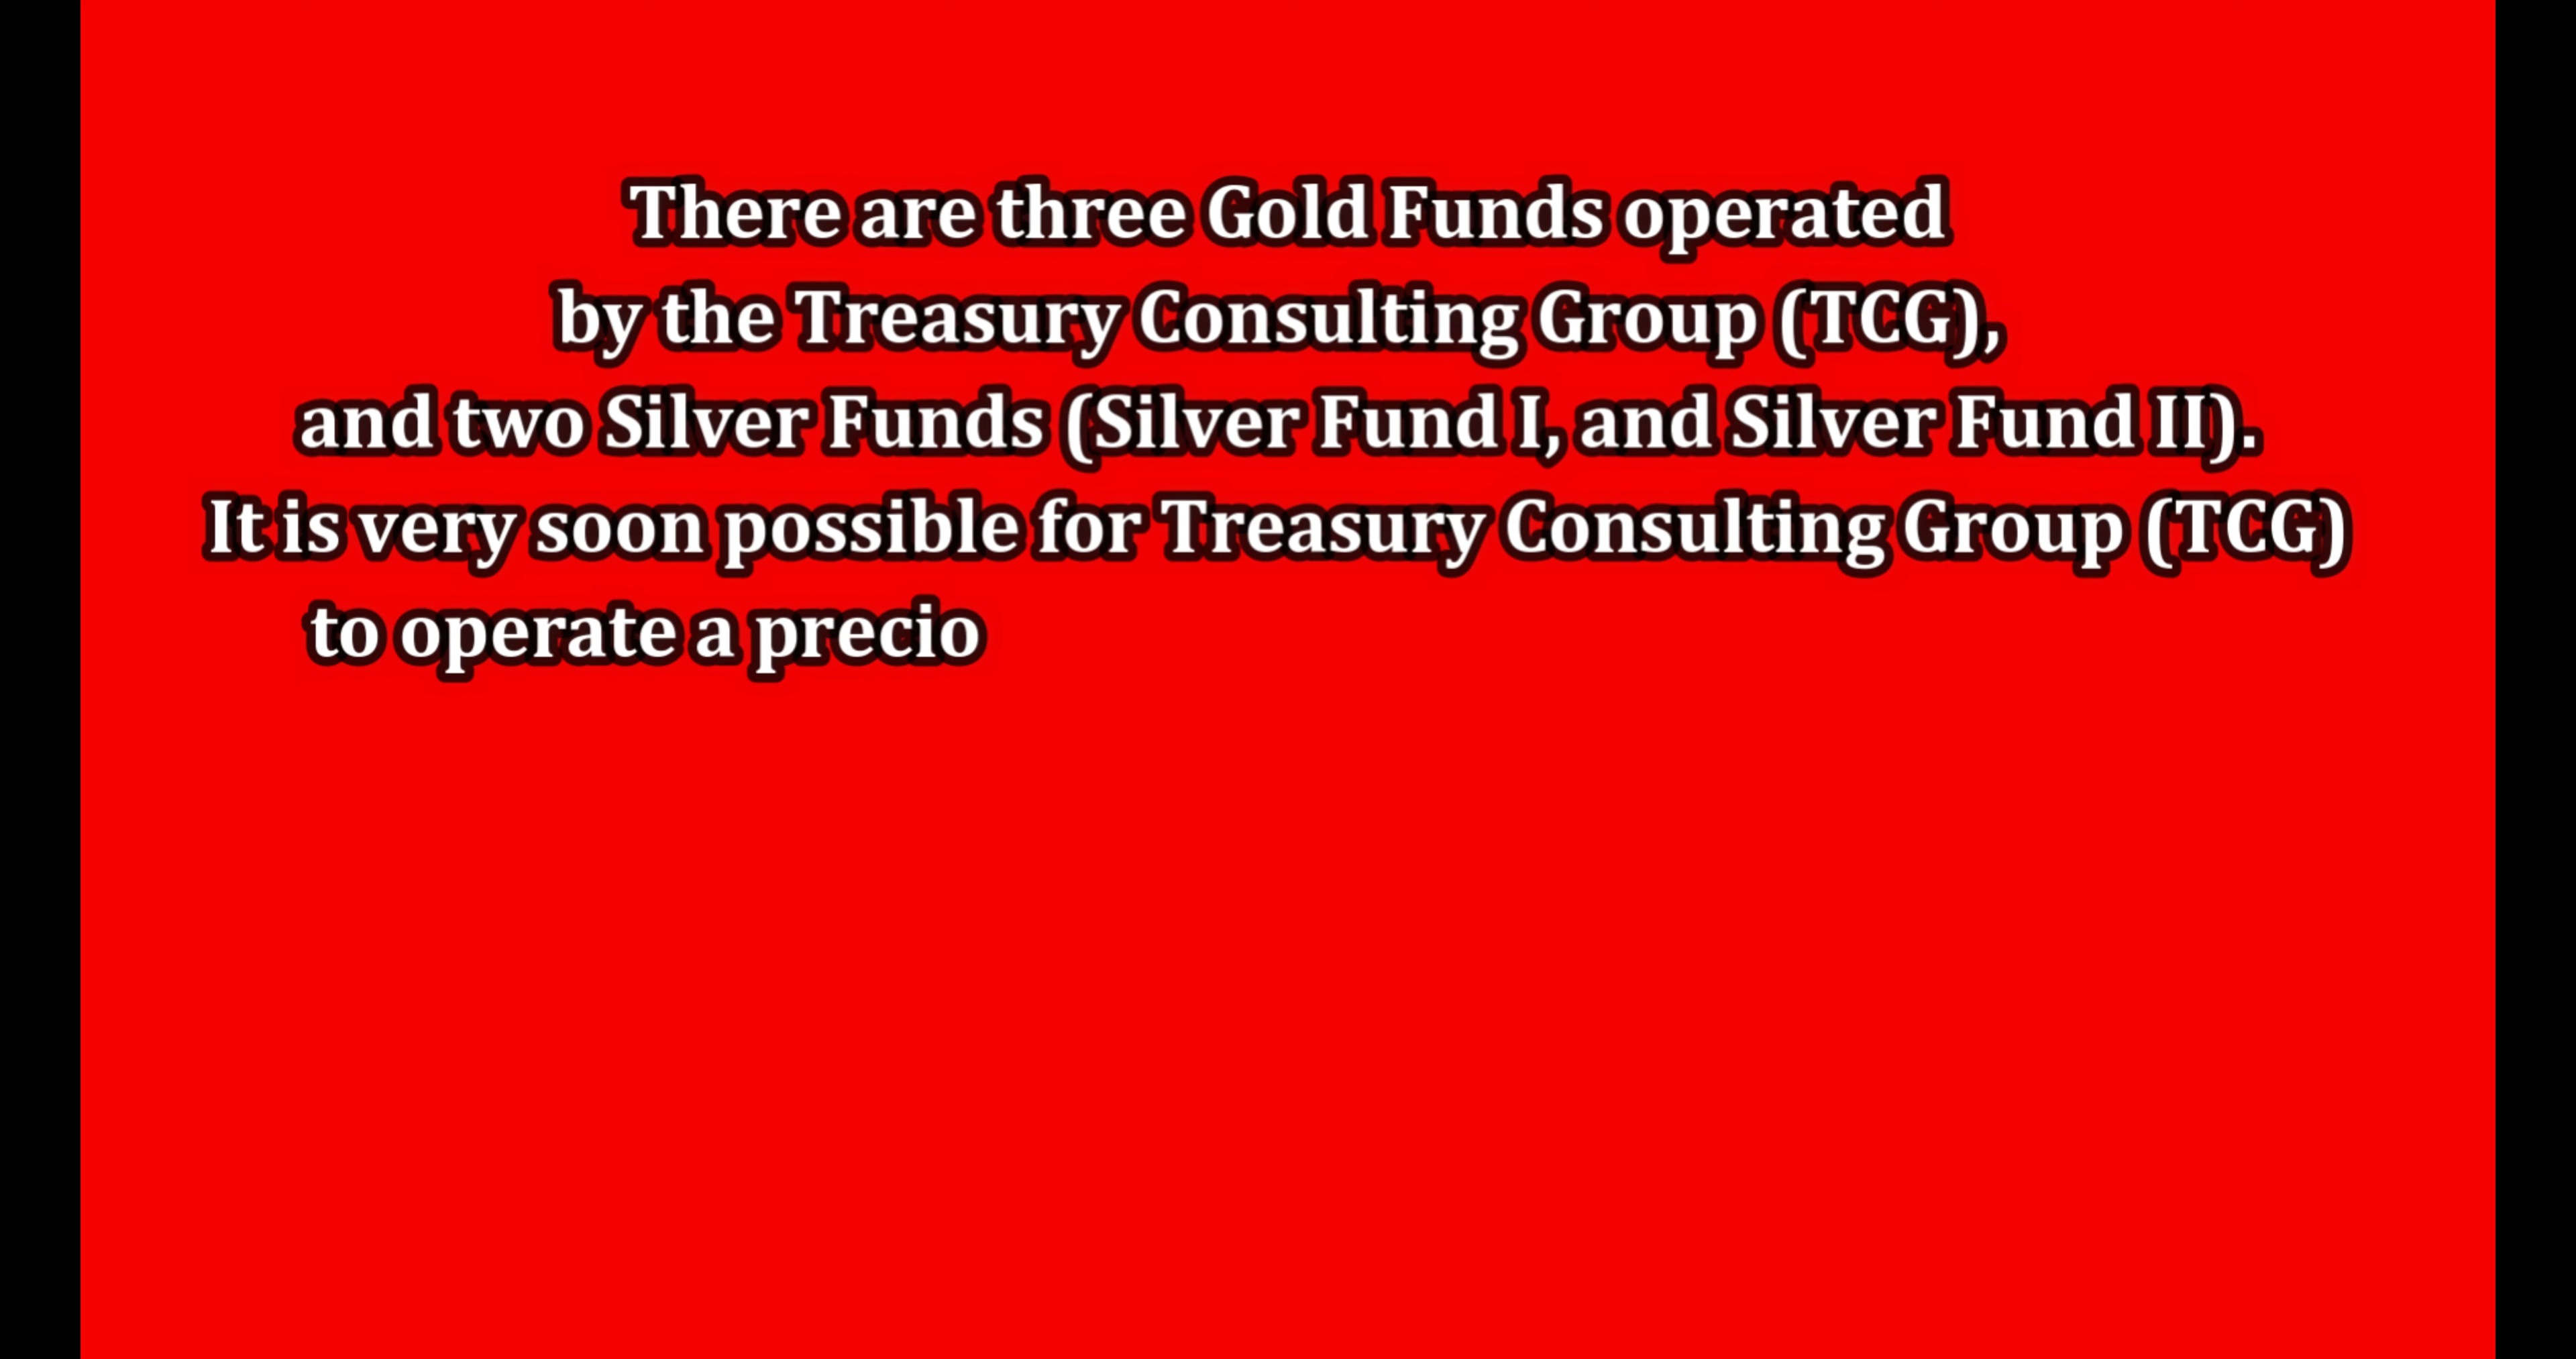 There are three Gold Funds operated
by the Treasury Consulting Group (TCG),
and two Silver Funds (Silver Fund I, and Silver Fund II).
It is very soon possible for Treasury Consulting Group (TCG)
to operate a precio